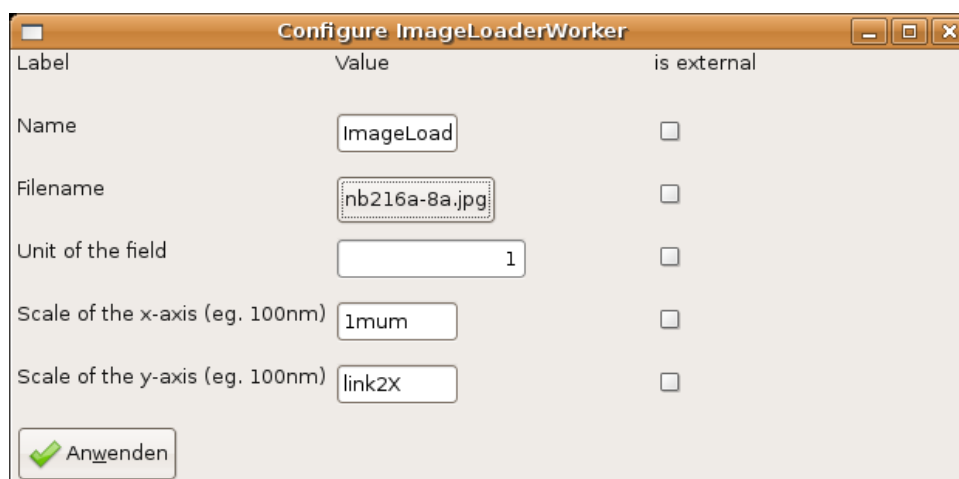 Configure ImageLoaderWorker
Label Value is external
Name ImageLoad
Filename nb216a-8a.jpg
Unit of the field 1
Scale of the x-axis (eg. 100nm) 1mum
Scale of the y-axis (eg. 100nm) link2X
Anwenden